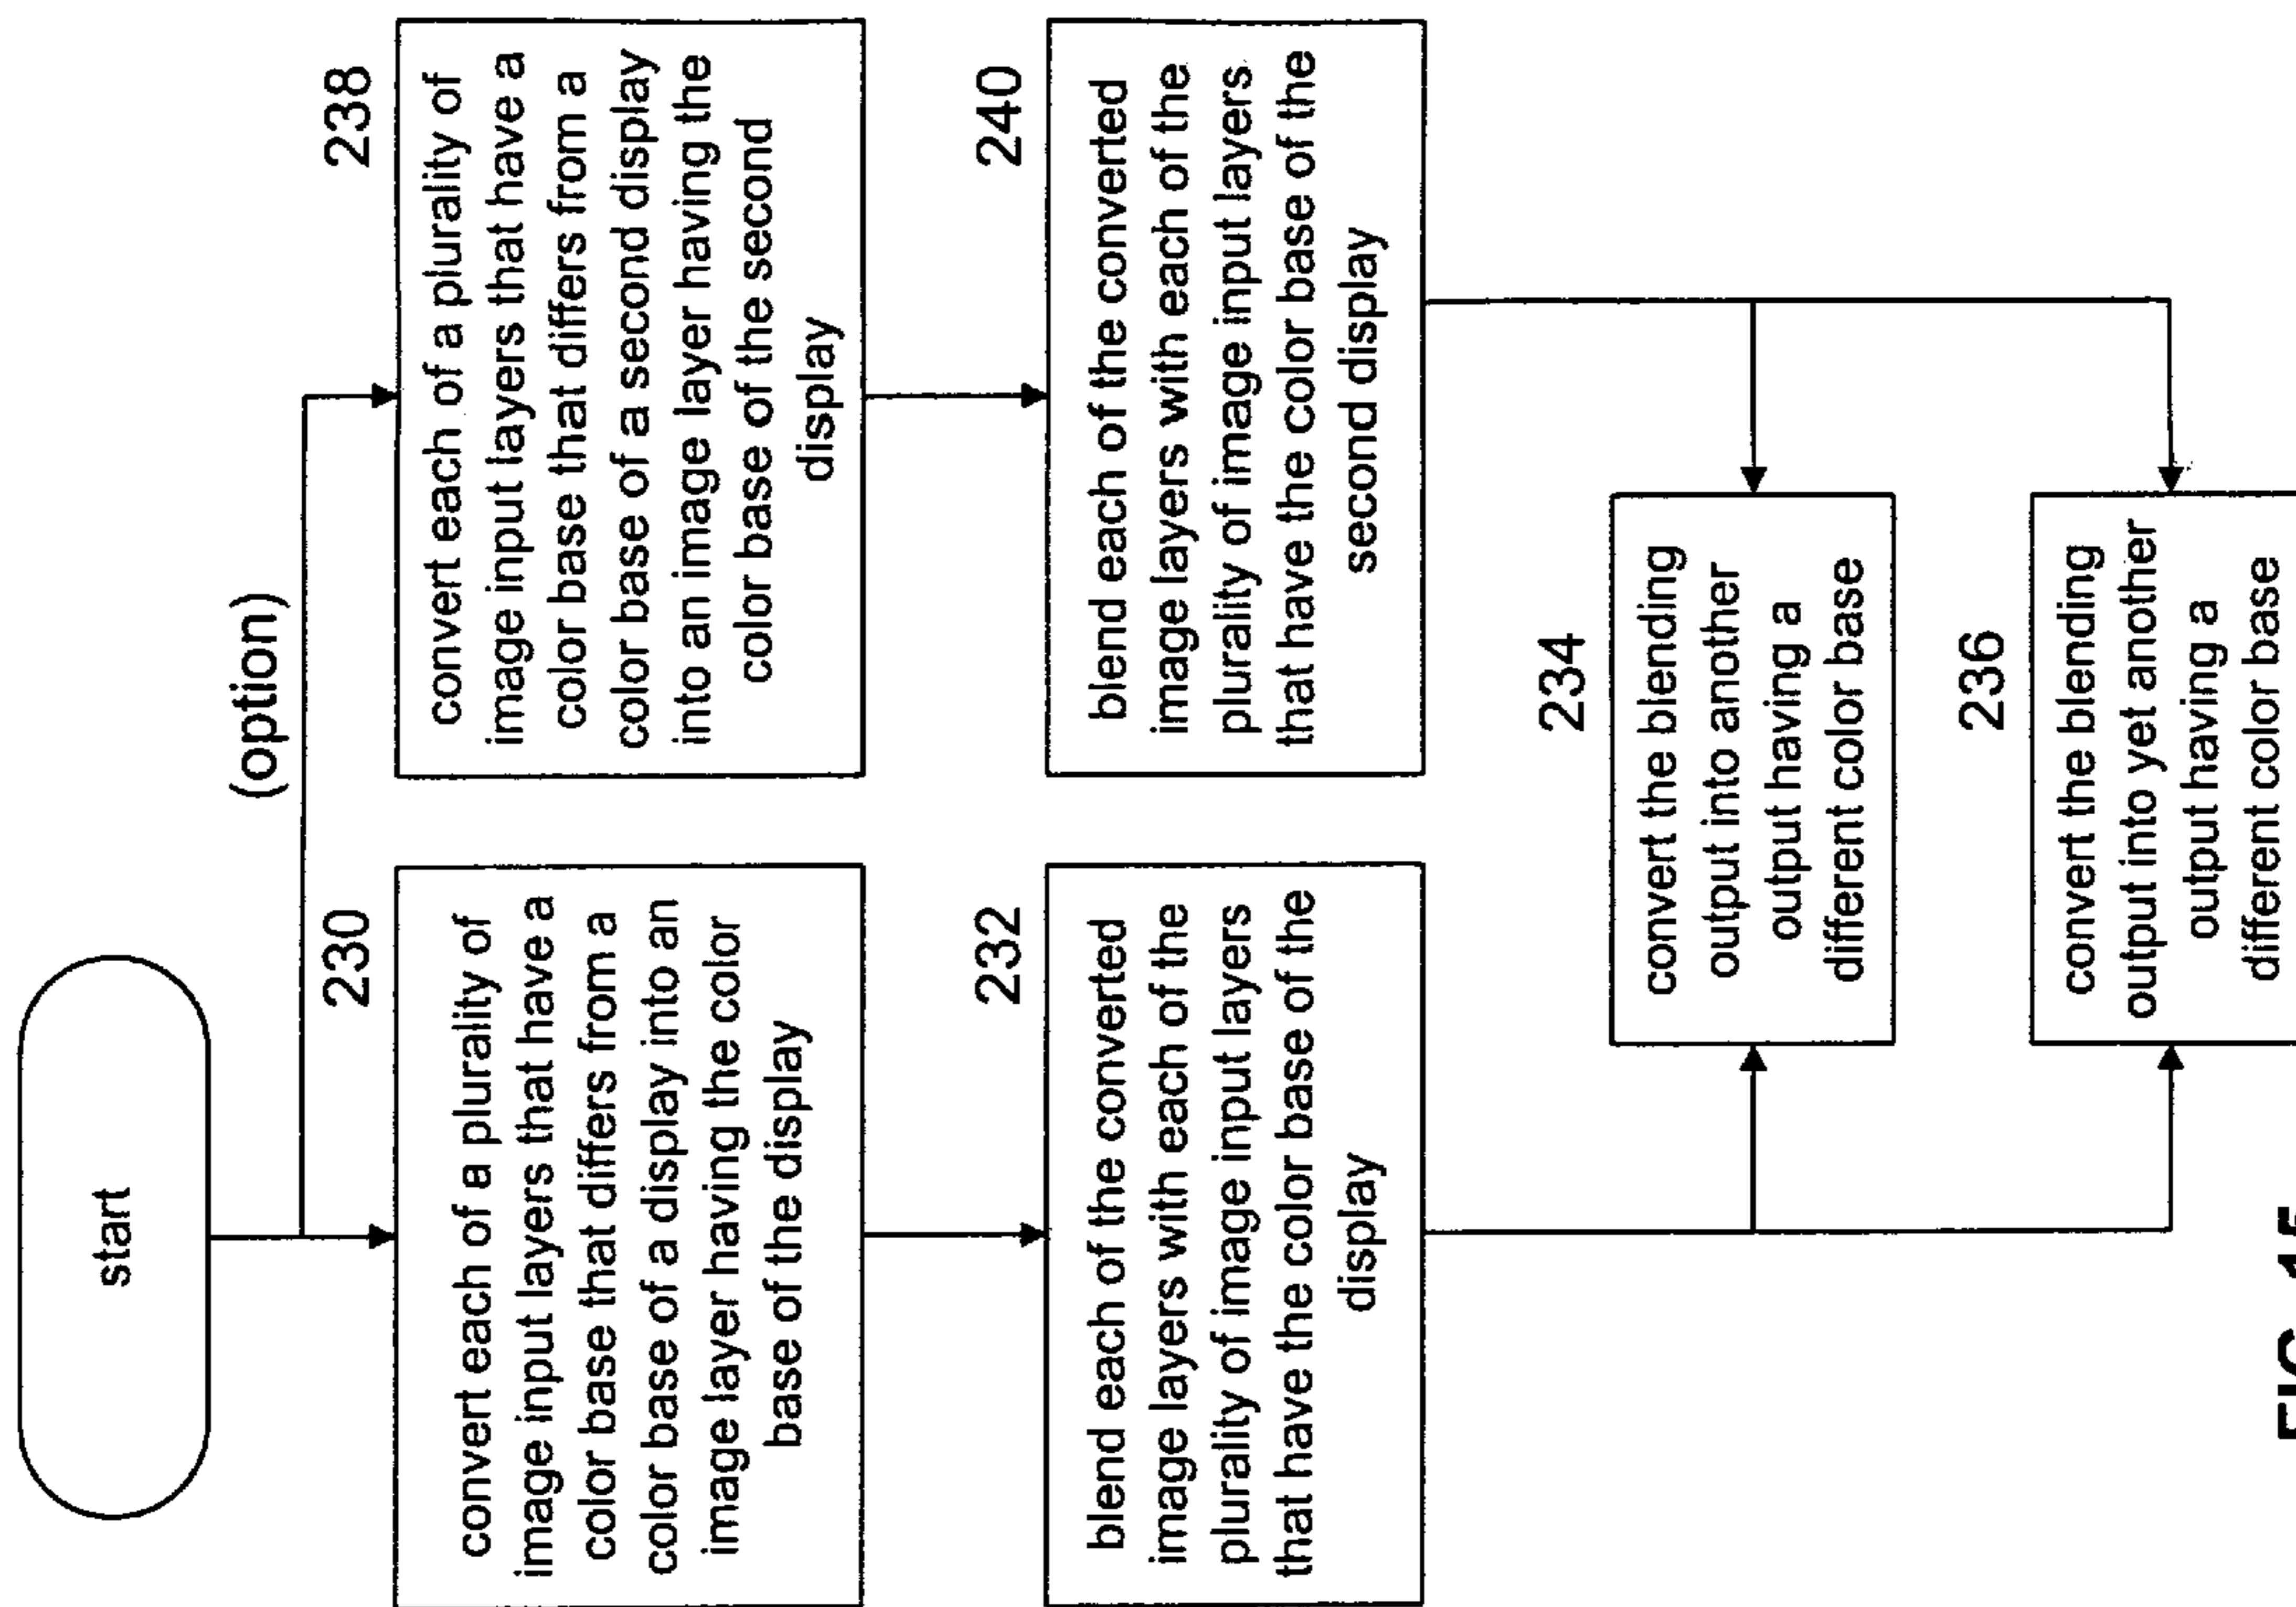 start
(option)
230
convert each of a plurality of
image input layers that have a
color base that differs from a
color base of a display into an
image layer having the color
base of the display
238
convert each of a plurality of
image input layers that have a
color base that differs from a
color base of a second display
into an image layer having the
color base of the second
display
232
blend each of the converted
image layers with each of the
plurality of image input layers
that have the color base of the
display
240
blend each of the converted
image layers with each of the
plurality of image input layers
that have the color base of the
second display
234
convert the blending
output into another
output having a
different color base
236
convert the blending
output into yet another
output having a
different color base
FIG. 15